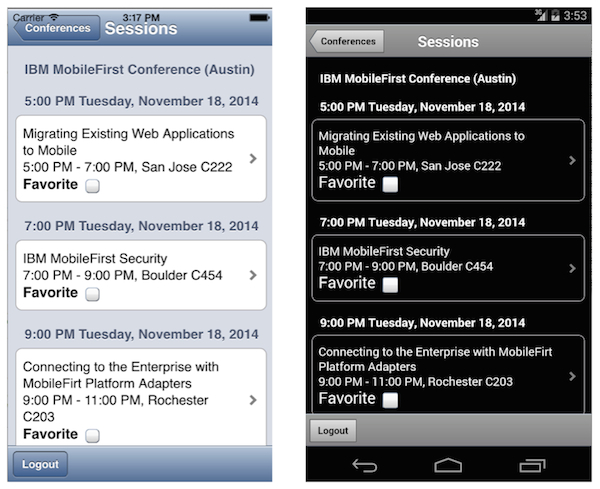 Carrier 3:17 PM
Conferences Sessions
IBM MobileFirst Conference (Austin)
5:00 PM Tuesday, November 18, 2014
Migrating Existing Web Applications
to Mobile
5:00 PM - 7:00 PM, San Jose C222
Favorite
7:00 PM Tuesday, November 18, 2014
IBM MobileFirst Security
7:00 PM - 9:00 PM, Boulder C454
Favorite
9:00 PM Tuesday, November 18, 2014
Connecting to the Enterprise with
MobileFirt Platform Adapters
9:00 PM - 11:00 PM, Rochester
C203
Favorite
Logout
3G 3:53
Conferences Sessions
IBM MobileFirst Conference (Austin)
5:00 PM Tuesday, November 18, 2014
Migrating Existing Web Applications to
Mobile
5:00 PM - 7:00 PM, San Jose C222
Favorite
7:00 PM Tuesday, November 18, 2014
IBM MobileFirst Security
7:00 PM - 9:00 PM, Boulder C454
Favorite
9:00 PM Tuesday, November 18, 2014
Connecting to the Enterprise with MobileFirt
Platform Adapters
9:00 PM - 11:00 PM, Rochester C203
Favorite
Logout